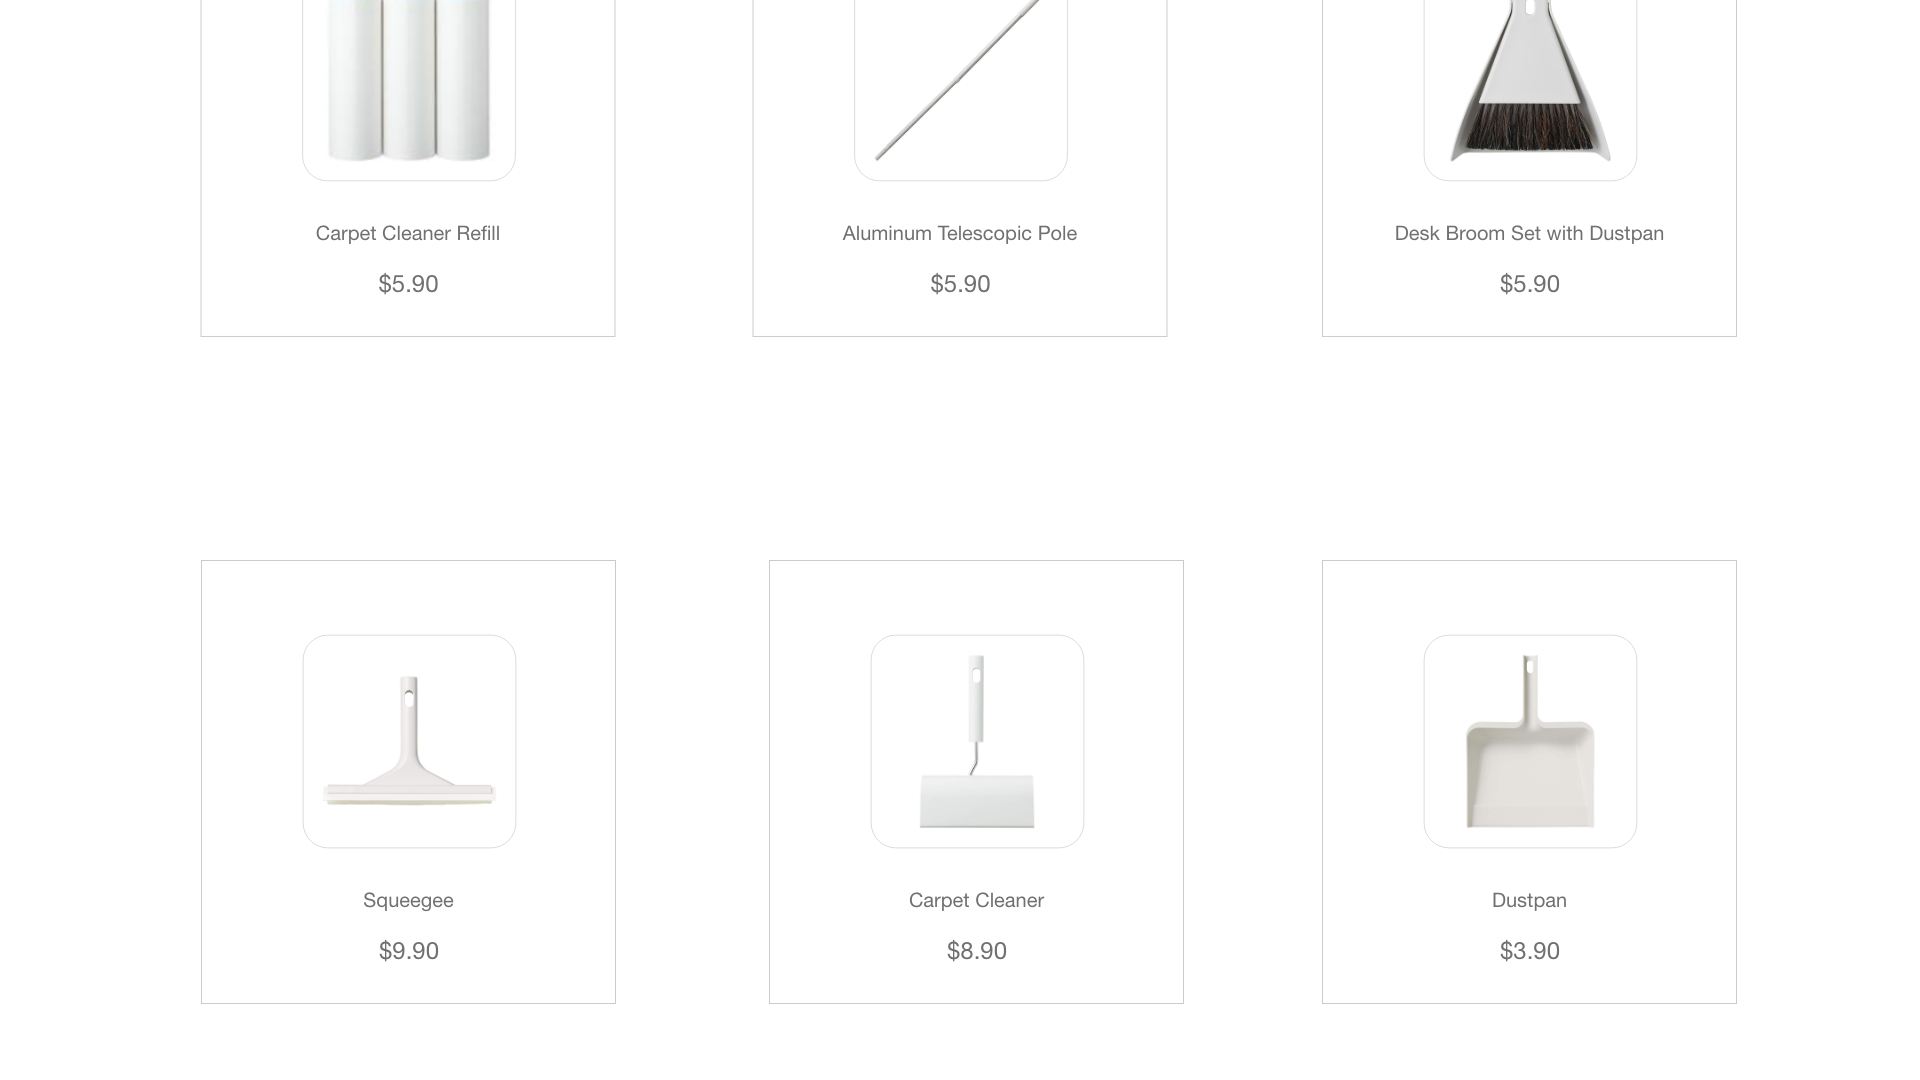 Carpet Cleaner Refill
$5.90
Aluminum Telescopic Pole
$5.90
Desk Broom Set with Dustpan
$5.90
Squeegee
$9.90
Carpet Cleaner
$8.90
Dustpan
$3.90